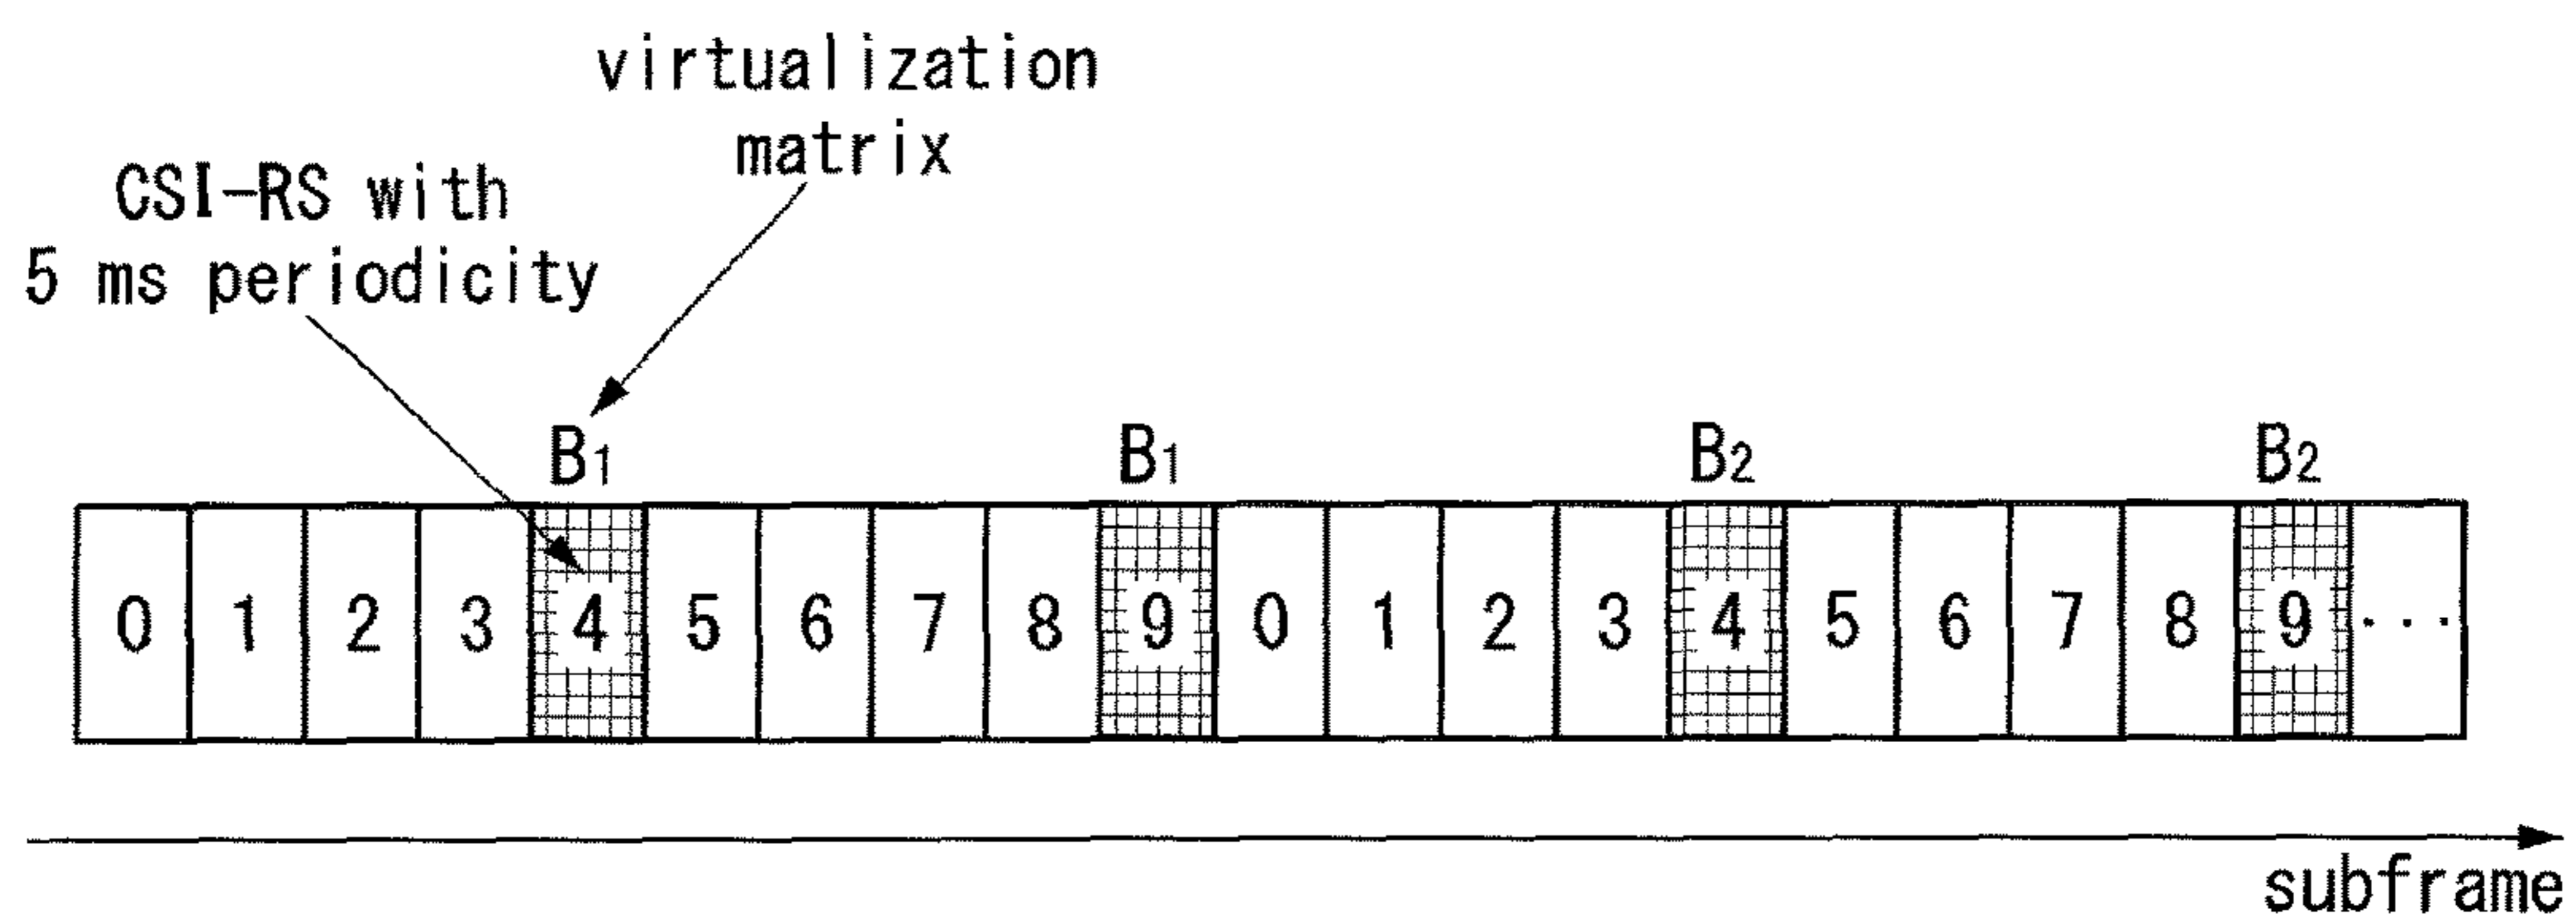 virtualization
matrix
CSI-RS with
5 ms periodicity
B1 B1 B2 B2
0 1 2 3 4 5 6 7 8 9 0 1 2 3 4 5 6 7 8 9 ...
subframe